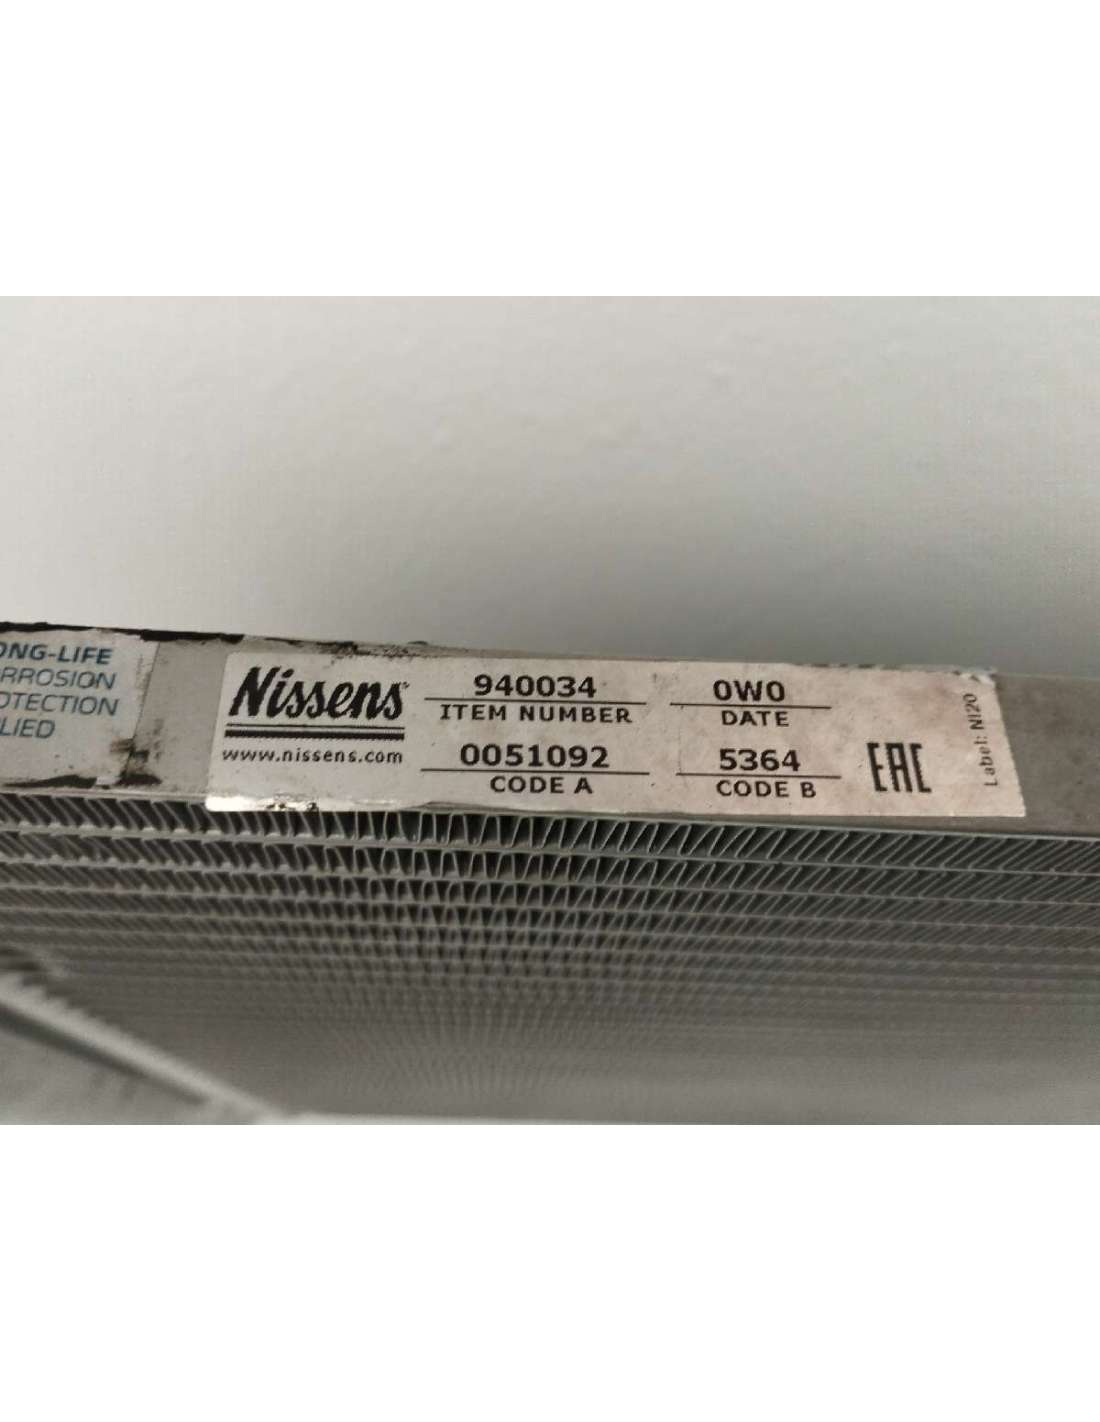 ONG-LIFE
RROSION
OTECTION
LIED
Nissens
www.nissens.com
940034
ITEM NUMBER
0051092
CODE A
0W0
DATE
5364
CODE B
EAC
Label: NI20